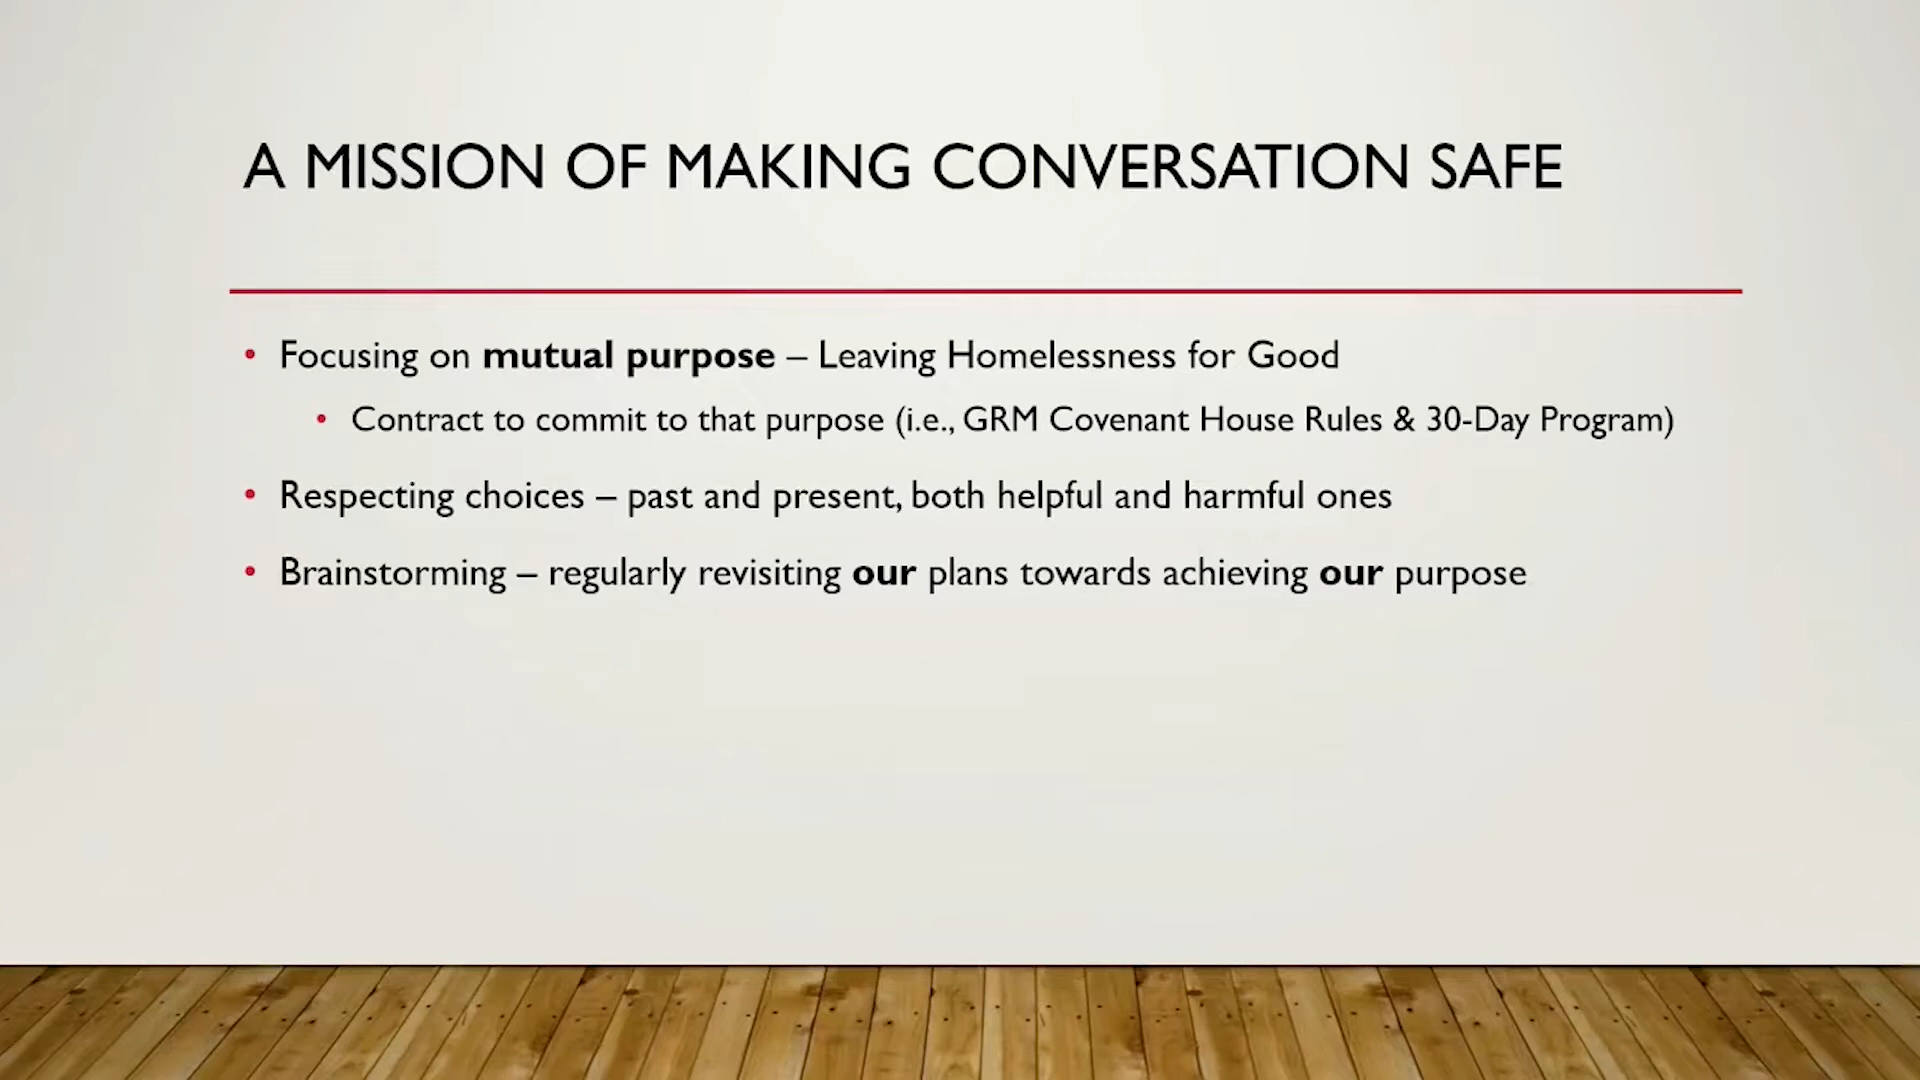 A MISSION OF MAKING CONVERSATION SAFE
• Focusing on mutual purpose – Leaving Homelessness for Good
• Contract to commit to that purpose (i.e., GRM Covenant House Rules & 30-Day Program)
• Respecting choices – past and present, both helpful and harmful ones
• Brainstorming – regularly revisiting our plans towards achieving our purpose